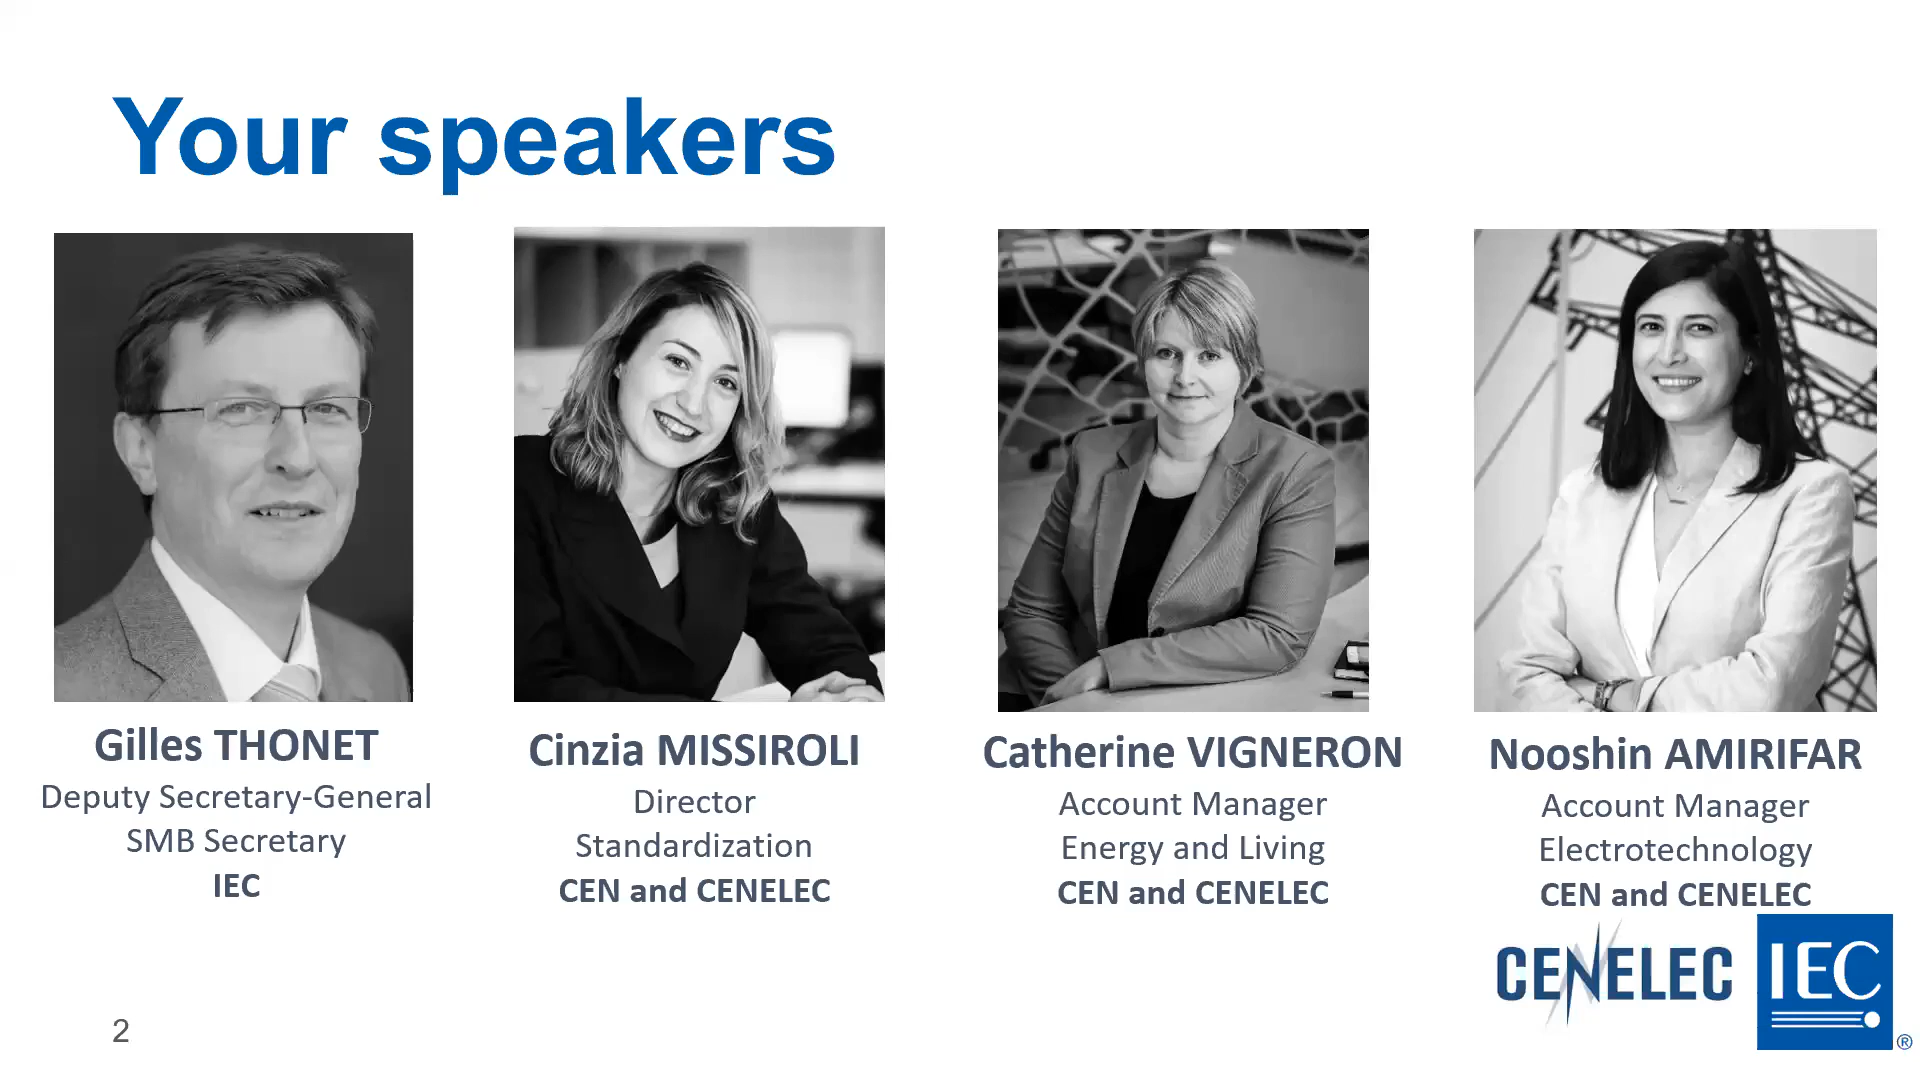 Your speakers
Gilles THONET
Deputy Secretary-General
SMB Secretary
IEC
Cinzia MISSIROLI
Director
Standardization
CEN and CENELEC
Catherine VIGNERON
Account Manager
Energy and Living
CEN and CENELEC
Nooshin AMIRIFAR
Account Manager
Electrotechnology
CEN and CENELEC
CENELEC
IEC
®
2